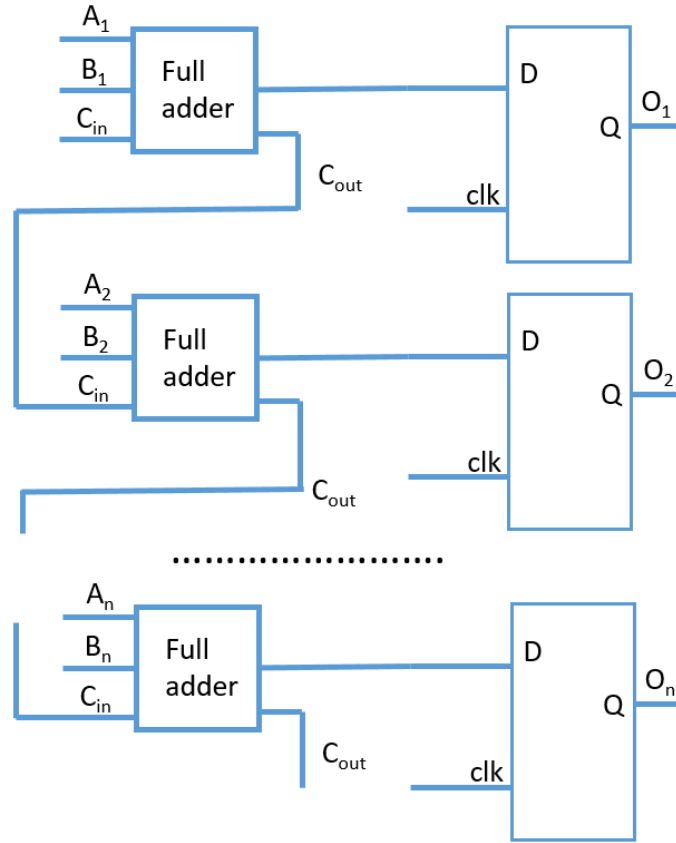 A₁
B₁
Cᵢₙ
Full
adder
Cₒᵤₜ
D
Q
clk
O₁
A₂
B₂
Cᵢₙ
Full
adder
Cₒᵤₜ
D
Q
clk
O₂
........................
Aₙ
Bₙ
Cᵢₙ
Full
adder
Cₒᵤₜ
D
Q
clk
Oₙ